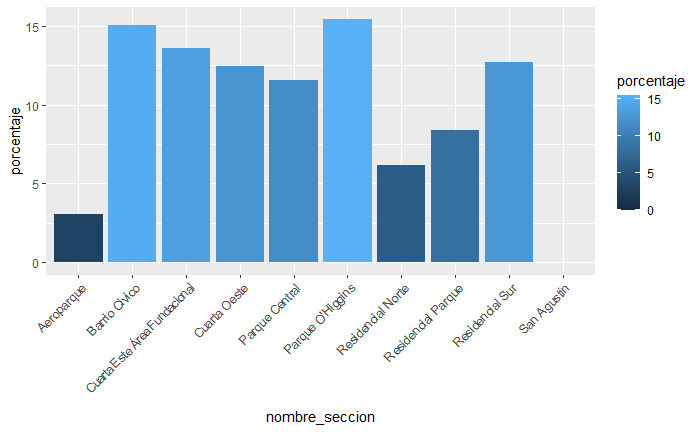 porcentaje
15
10
5
0
Aeroparque
Barrio Cívico
Cuarta Este Área Fundacional
Cuarta Oeste
Parque Central
Parque O'Higgins
Residencial Norte
Residencial Parque
Residencial Sur
San Agustín
nombre_seccion
porcentaje
15
10
5
0